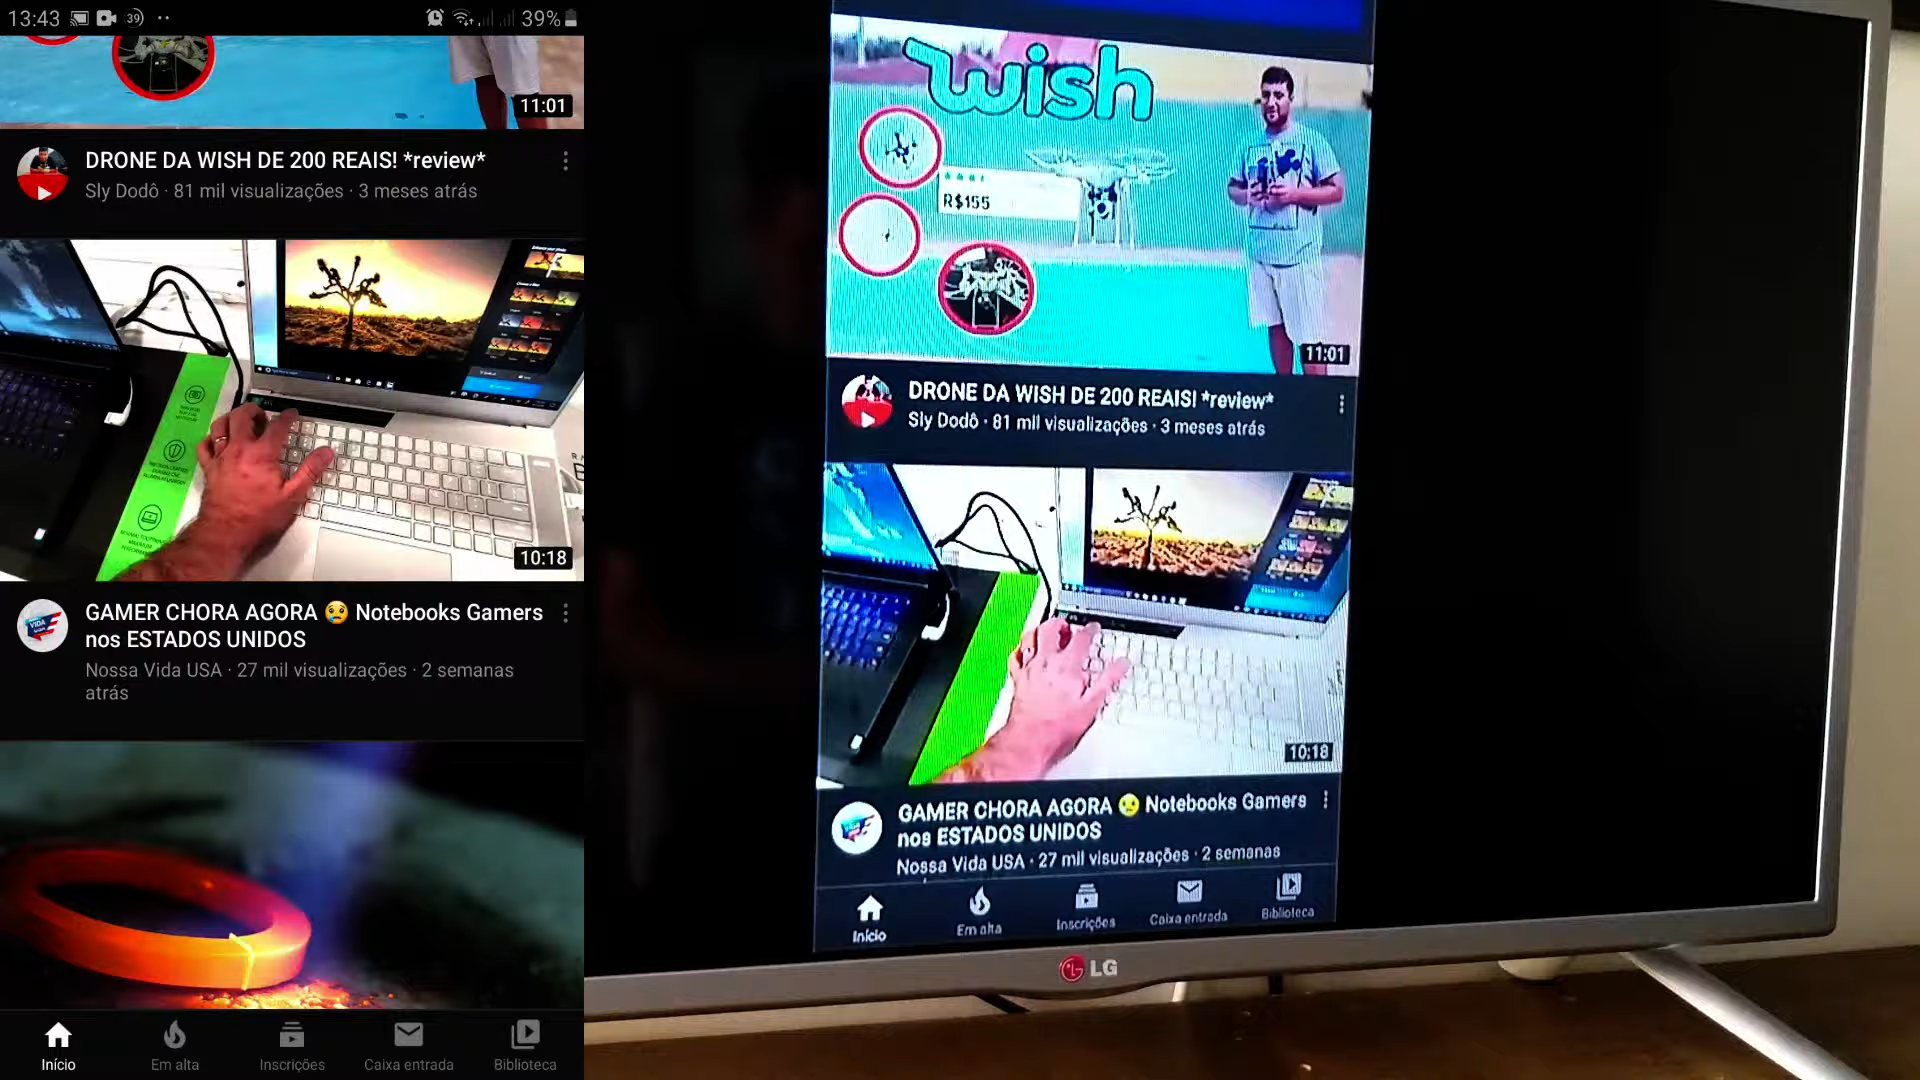 13:43
39
39%
11:01
DRONE DA WISH DE 200 REAIS! *review*
Sly Dodô · 81 mil visualizações · 3 meses atrás
10:18
GAMER CHORA AGORA 😢 Notebooks Gamers
nos ESTADOS UNIDOS
Nossa Vida USA · 27 mil visualizações · 2 semanas
atrás
Início
Em alta
Inscrições
Caixa entrada
Biblioteca
wish
R$155
11:01
DRONE DA WISH DE 200 REAIS! *review*
Sly Dodô · 81 mil visualizações · 3 meses atrás
10:18
GAMER CHORA AGORA 😢 Notebooks Gamers
nos ESTADOS UNIDOS
Nossa Vida USA · 27 mil visualizações · 2 semanas
Início
Em alta
Inscrições
Caixa entrada
Biblioteca
LG